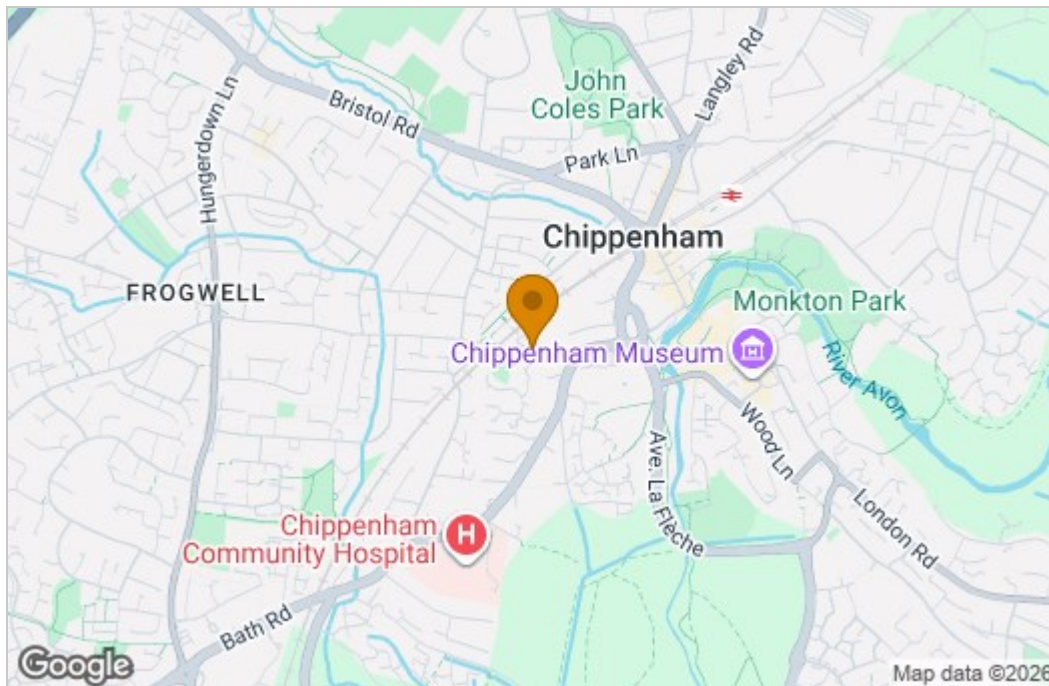 Hungerdown Ln
Bristol Rd
John
Coles Park
Langley Rd
Park Ln
Chippenham
FROGWELL
Monkton Park
Chippenham Museum
River Avon
Wood Ln
Ave. La Flèche
London Rd
Chippenham
Community Hospital
H
Bath Rd
Google
Map data ©2026